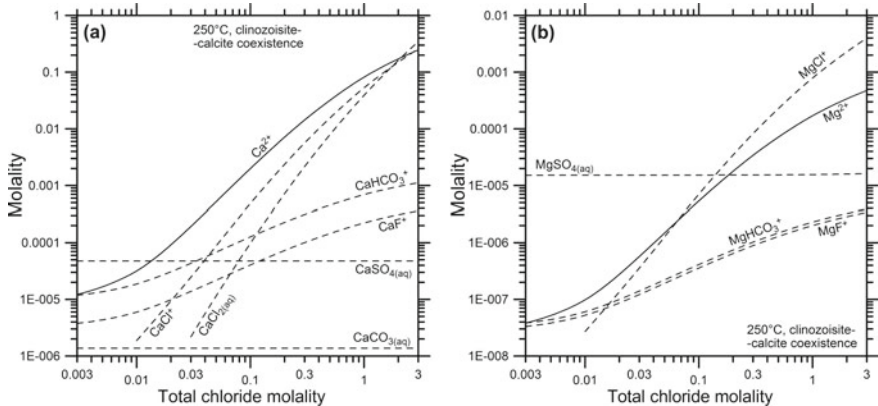 (a)
250°C, clinozoisite-
-calcite coexistence
Molality
1
0.1
0.01
0.001
0.0001
1E-005
1E-006
Ca²⁺
CaHCO₃⁺
CaF⁺
CaSO₄₍ₐq₎
CaCl⁺
CaCl₂₍ₐq₎
CaCO₃₍ₐq₎
0.003 0.01 0.03 0.1 0.3 1 3
Total chloride molality
(b)
Molality
0.01
0.001
0.0001
1E-005
1E-006
1E-007
1E-008
MgCl⁺
Mg²⁺
MgSO₄₍ₐq₎
MgHCO₃⁺
MgF⁺
250°C, clinozoisite-
-calcite coexistence
0.003 0.01 0.03 0.1 0.3 1 3
Total chloride molality